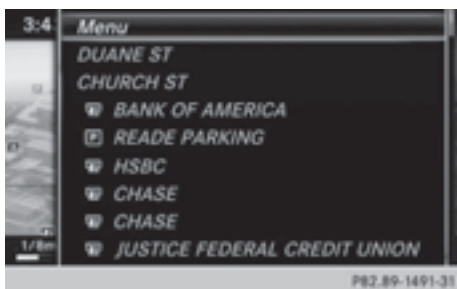 3:4
Menu
DUANE ST
CHURCH ST
BANK OF AMERICA
P READE PARKING
HSBC
CHASE
CHASE
JUSTICE FEDERAL CREDIT UNION
1/8m
P82.89-1491-31